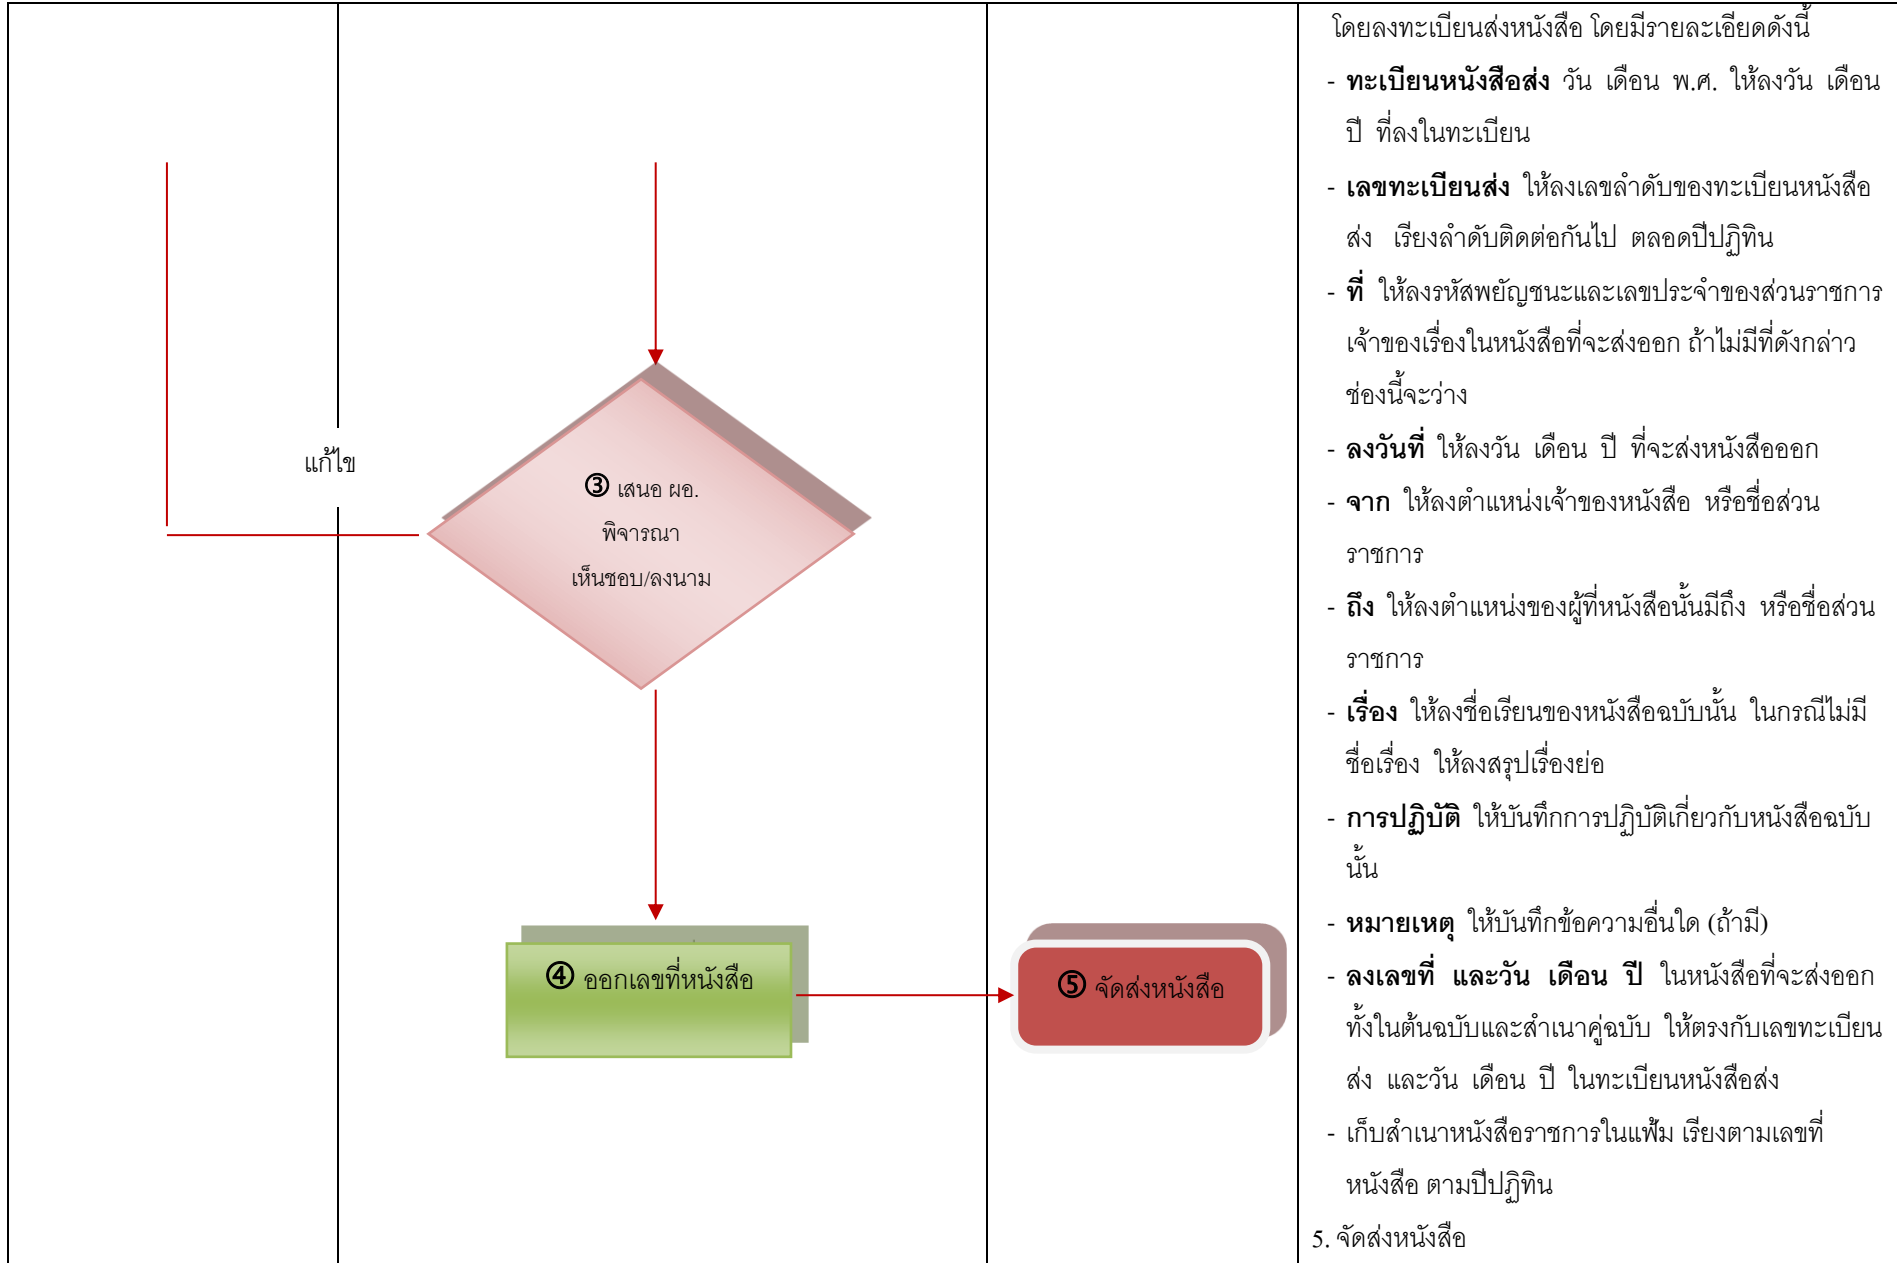 แก้ไข
③ เสนอ ผอ.
พิจารณา
เห็นชอบ/ลงนาม
④ ออกเลขที่หนังสือ
⑤ จัดส่งหนังสือ
โดยลงทะเบียนส่งหนังสือ โดยมีรายละเอียดดังนี้
- ทะเบียนหนังสือส่ง วัน เดือน พ.ศ. ให้ลงวัน เดือน
ปี ที่ลงในทะเบียน
- เลขทะเบียนส่ง ให้ลงเลขลำดับของทะเบียนหนังสือ
ส่ง เรียงลำดับติดต่อกันไป ตลอดปีปฏิทิน
- ที่ ให้ลงรหัสพยัญชนะและเลขประจำของส่วนราชการ
เจ้าของเรื่องในหนังสือที่จะส่งออก ถ้าไม่มีที่ดังกล่าว
ช่องนี้จะว่าง
- ลงวันที่ ให้ลงวัน เดือน ปี ที่จะส่งหนังสือออก
- จาก ให้ลงตำแหน่งเจ้าของหนังสือ หรือชื่อส่วน
ราชการ
- ถึง ให้ลงตำแหน่งของผู้ที่หนังสือนั้นมีถึง หรือชื่อส่วน
ราชการ
- เรื่อง ให้ลงชื่อเรียนของหนังสือฉบับนั้น ในกรณีไม่มี
ชื่อเรื่อง ให้ลงสรุปเรื่องย่อ
- การปฏิบัติ ให้บันทึกการปฏิบัติเกี่ยวกับหนังสือฉบับ
นั้น
- หมายเหตุ ให้บันทึกข้อความอื่นใด (ถ้ามี)
- ลงเลขที่ และวัน เดือน ปี ในหนังสือที่จะส่งออก
ทั้งในต้นฉบับและสำเนาคู่ฉบับ ให้ตรงกับเลขทะเบียน
ส่ง และวัน เดือน ปี ในทะเบียนหนังสือส่ง
- เก็บสำเนาหนังสือราชการในแฟ้ม เรียงตามเลขที่
หนังสือ ตามปีปฏิทิน
5. จัดส่งหนังสือ